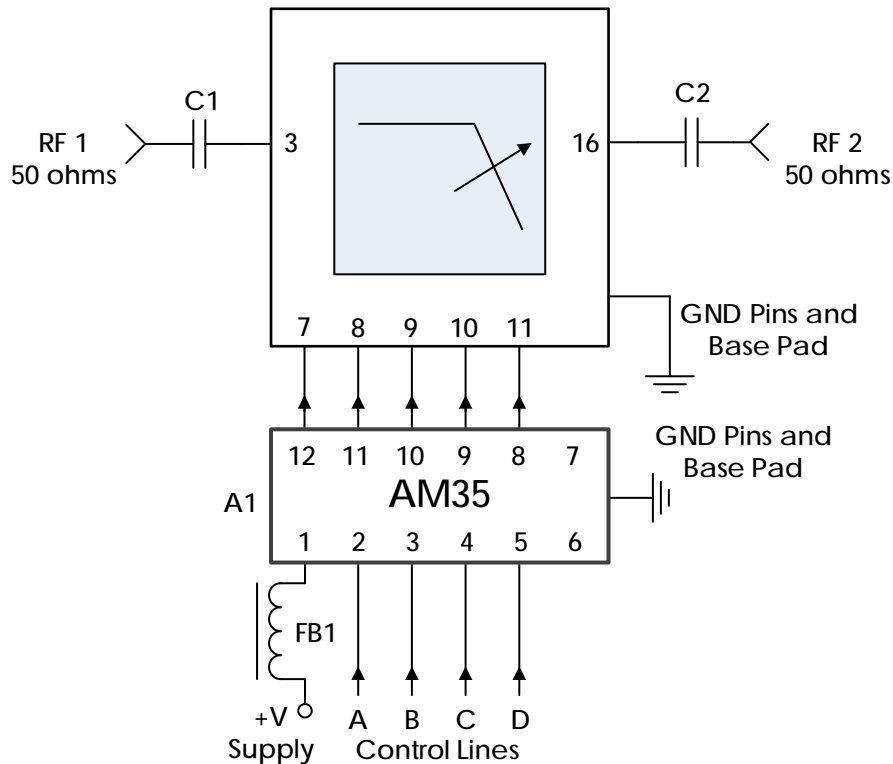 C1
C2
RF 1
50 ohms
3
16
RF 2
50 ohms
7 8 9 10 11
GND Pins and
Base Pad
12 11 10 9 8 7
GND Pins and
Base Pad
A1
AM35
1 2 3 4 5 6
FB1
+V
Supply
A B C D
Control Lines